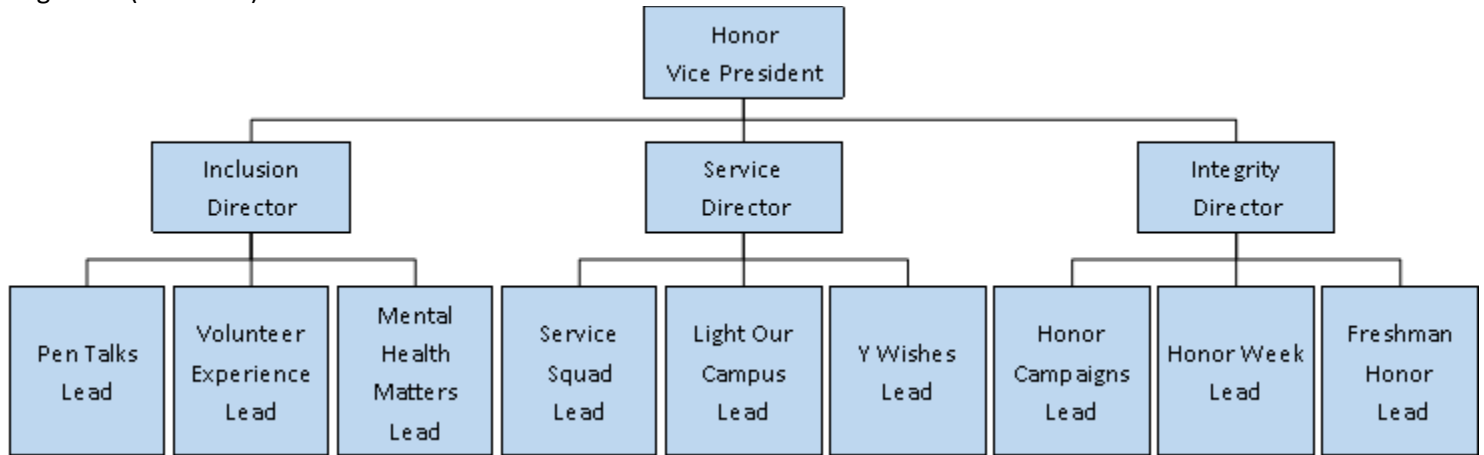 Honor
Vice President
Inclusion
Director
Service
Director
Integrity
Director
Pen Talks
Lead
Volunteer
Experience
Lead
Mental
Health
Matters
Lead
Service
Squad
Lead
Light Our
Campus
Lead
Y Wishes
Lead
Honor
Campaigns
Lead
Honor Week
Lead
Freshman
Honor
Lead